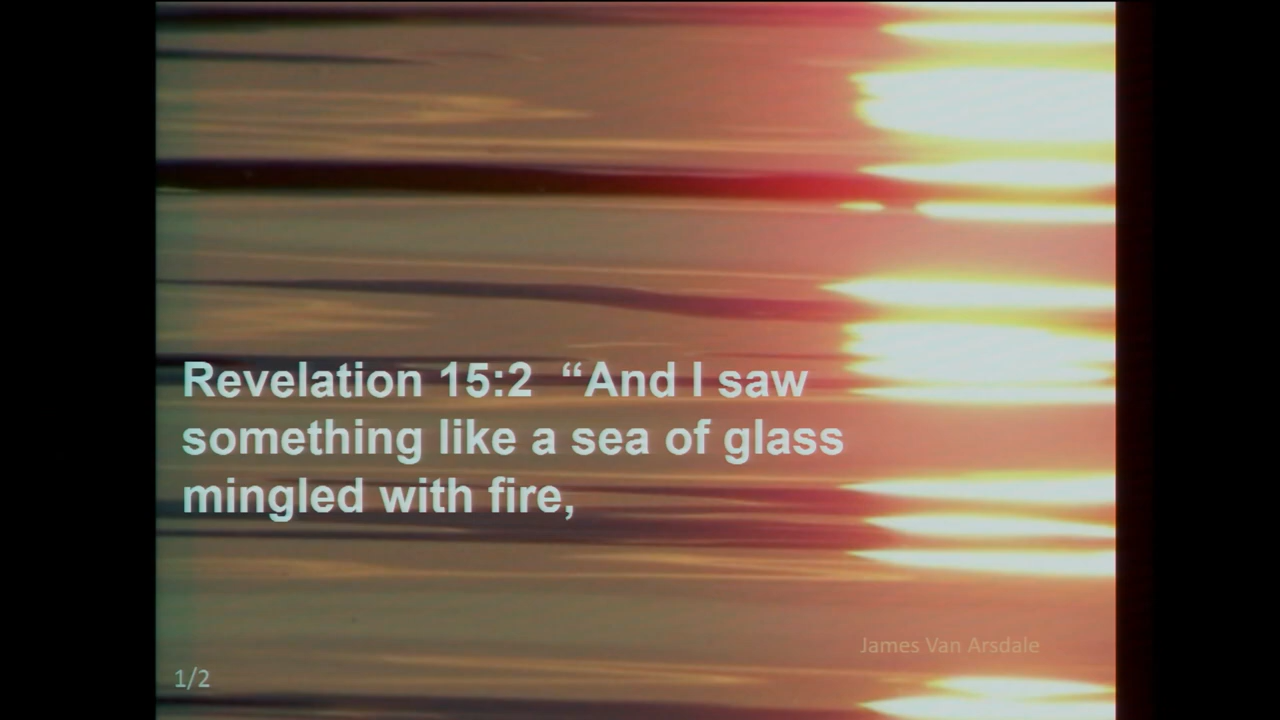 Revelation 15:2  “And I saw
something like a sea of glass
mingled with fire,
James Van Arsdale
1/2